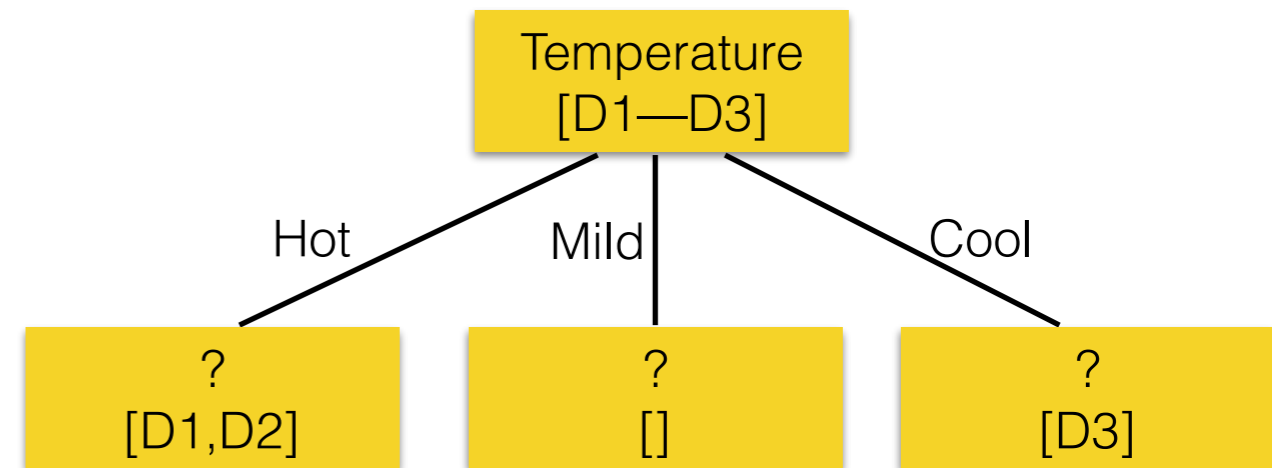 Temperature
[D1—D3]
Hot
Mild
Cool
?
[D1,D2]
?
[]
?
[D3]